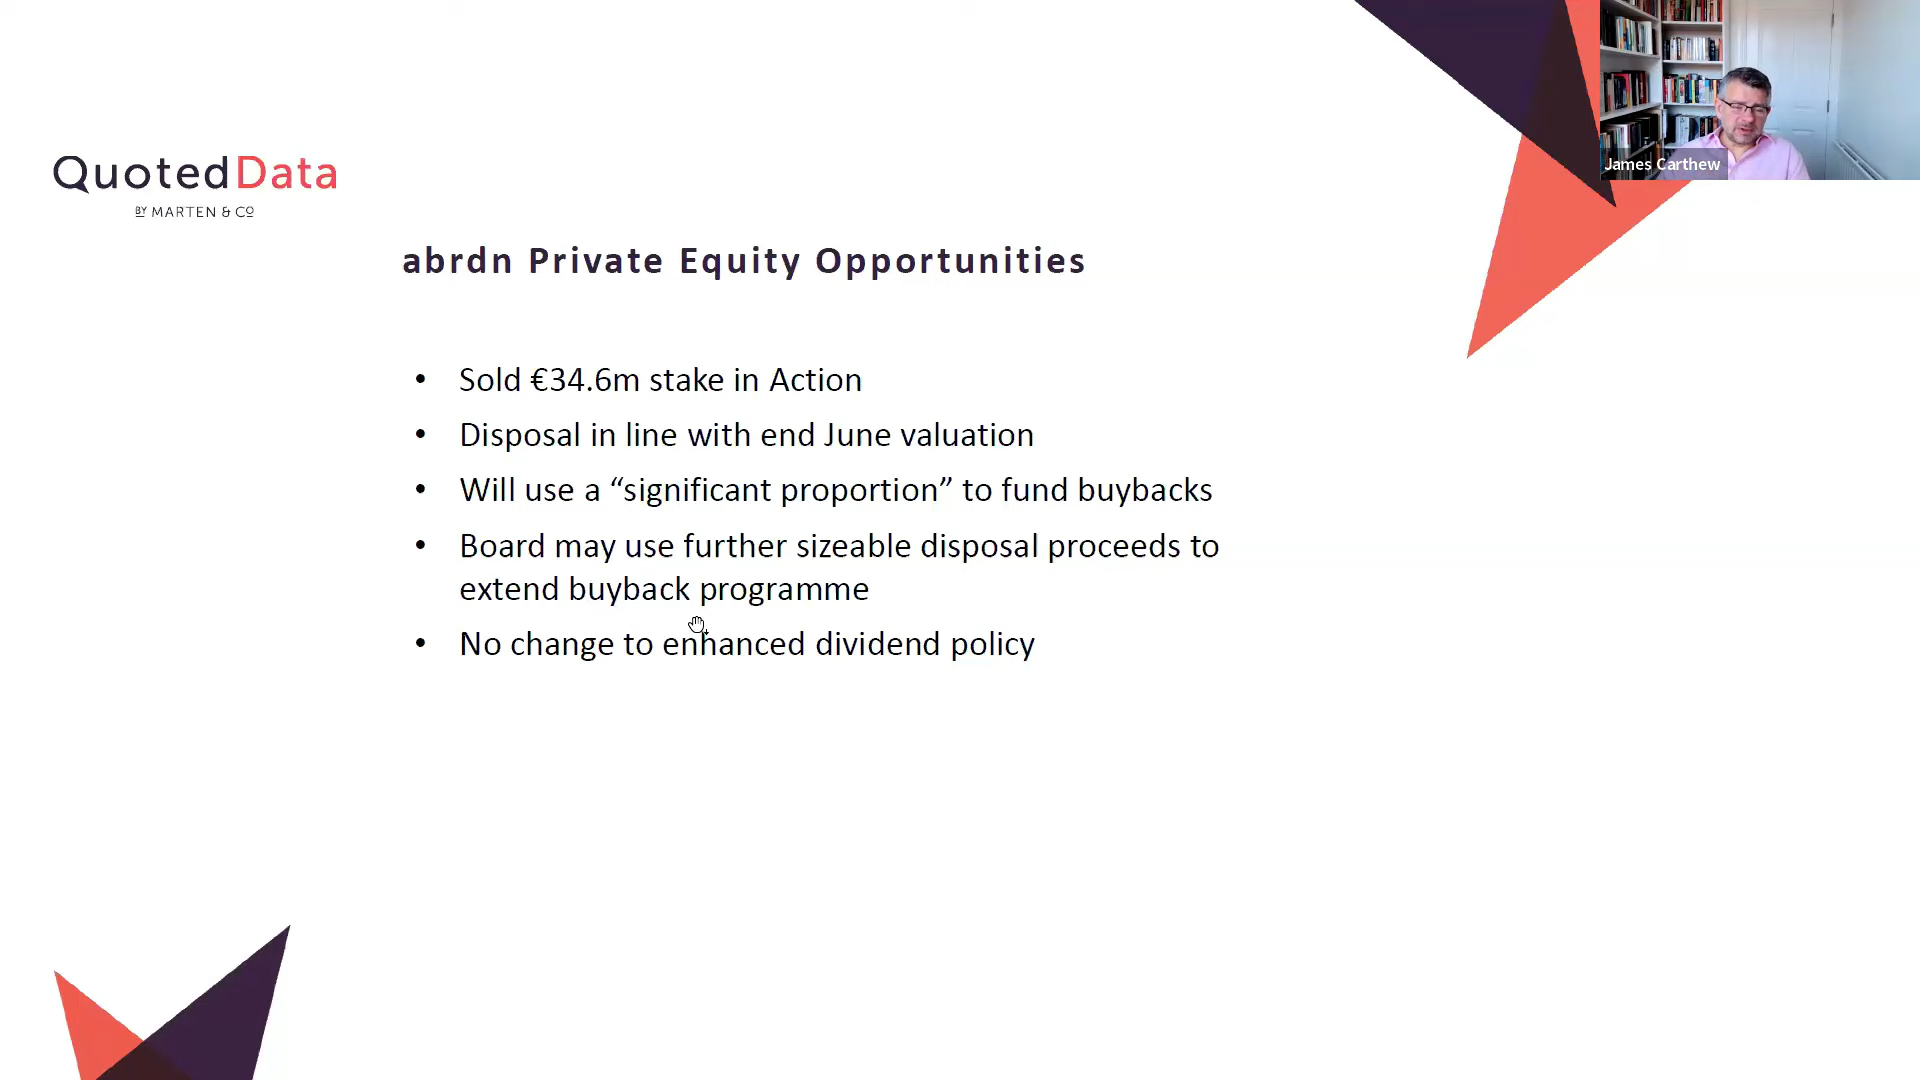 James Carthew
QuotedData
BY MARTEN & CO
abrdn Private Equity Opportunities
• Sold €34.6m stake in Action
• Disposal in line with end June valuation
• Will use a “significant proportion” to fund buybacks
• Board may use further sizeable disposal proceeds to
extend buyback programme
• No change to enhanced dividend policy